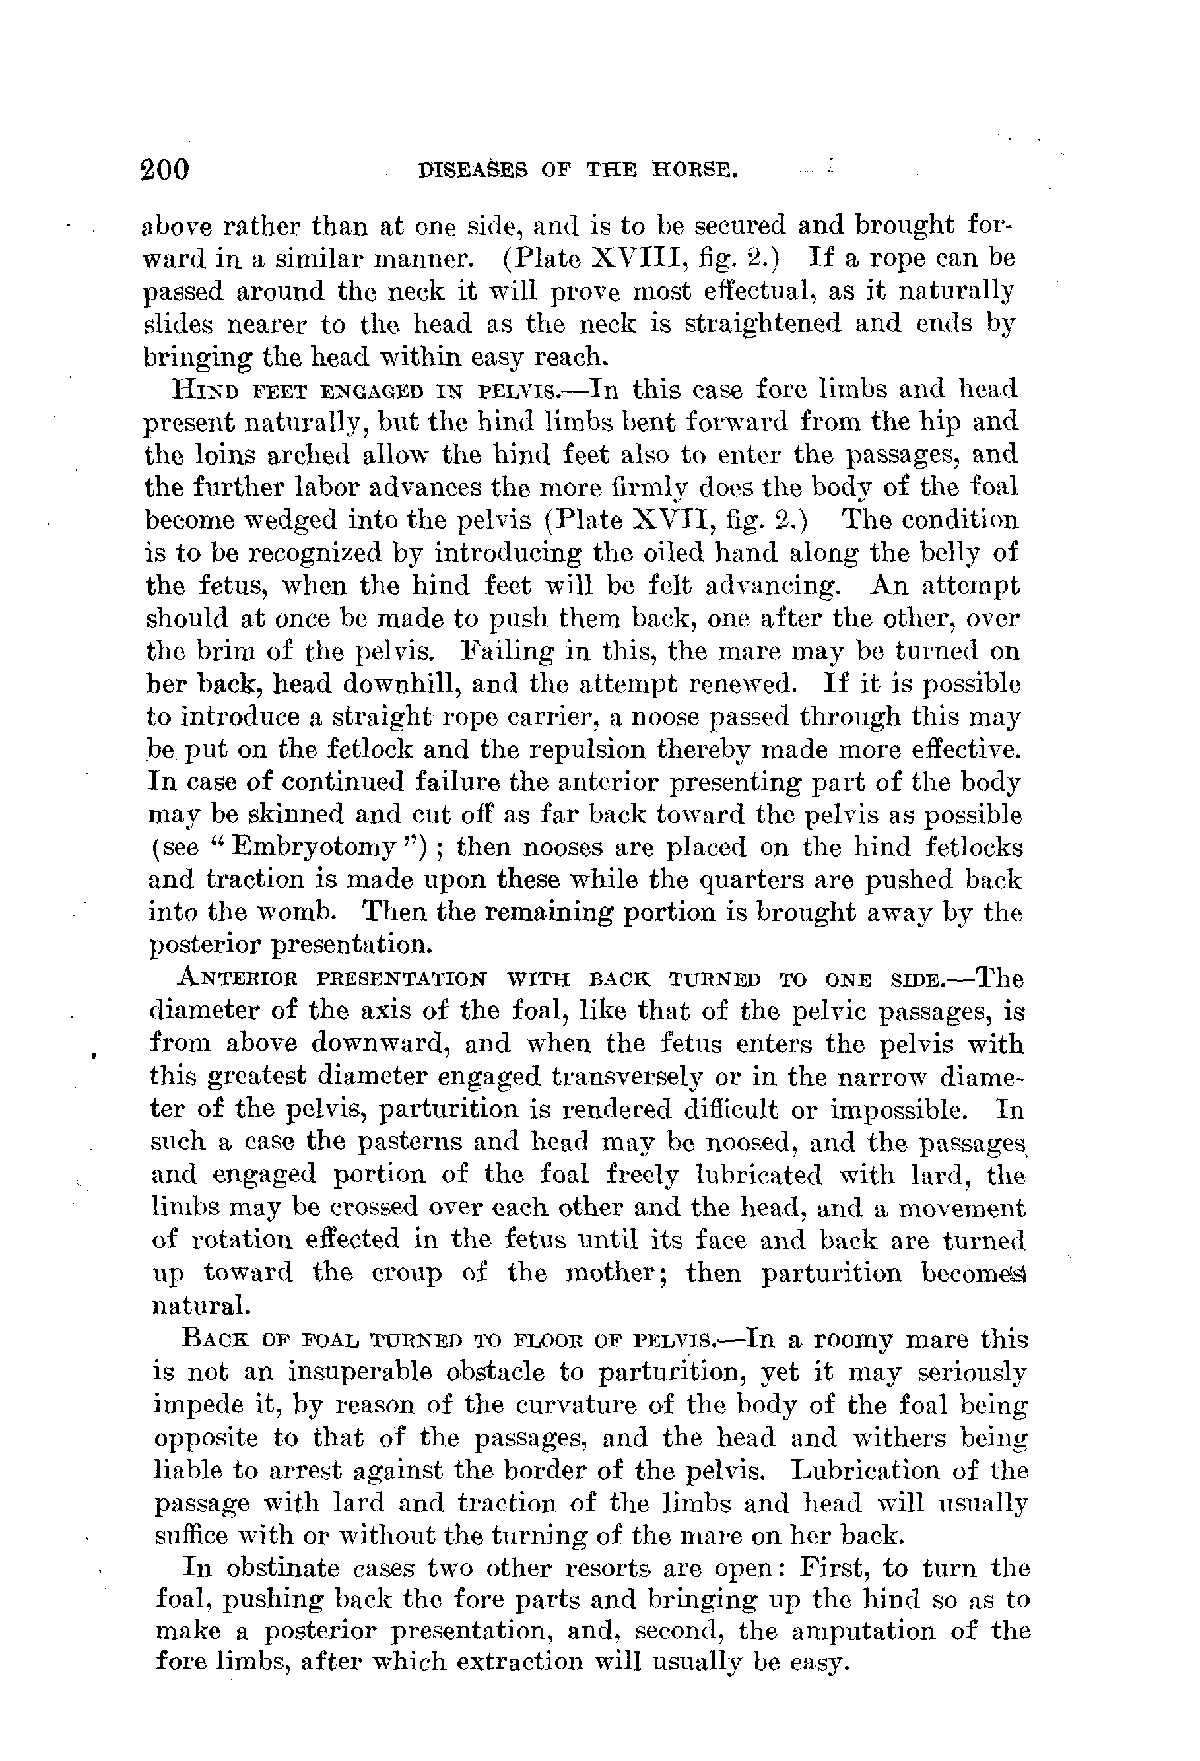 200 DISEASES OF THE HORSE.
above rather than at one side, and is to be secured and brought for-
ward in a similar manner. (Plate XVIII, fig. 2.) If a rope can be
passed around the neck it will prove most effectual, as it naturally
slides nearer to the head as the neck is straightened and ends by
bringing the head within easy reach.
HIND FEET ENGAGED IN PELVIS.—In this case fore limbs and head
present naturally, but the hind limbs bent forward from the hip and
the loins arched allow the hind feet also to enter the passages, and
the further labor advances the more firmly does the body of the foal
become wedged into the pelvis (Plate XVII, fig. 2.) The condition
is to be recognized by introducing the oiled hand along the belly of
the fetus, when the hind feet will be felt advancing. An attempt
should at once be made to push them back, one after the other, over
the brim of the pelvis. Failing in this, the mare may be turned on
her back, head downhill, and the attempt renewed. If it is possible
to introduce a straight rope carrier, a noose passed through this may
be put on the fetlock and the repulsion thereby made more effective.
In case of continued failure the anterior presenting part of the body
may be skinned and cut off as far back toward the pelvis as possible
(see "Embryotomy"); then nooses are placed on the hind fetlocks
and traction is made upon these while the quarters are pushed back
into the womb. Then the remaining portion is brought away by the
posterior presentation.
ANTERIOR PRESENTATION WITH BACK TURNED TO ONE SIDE.—The
diameter of the axis of the foal, like that of the pelvic passages, is
from above downward, and when the fetus enters the pelvis with
this greatest diameter engaged transversely or in the narrow diame-
ter of the pelvis, parturition is rendered difficult or impossible. In
such a case the pasterns and head may be noosed, and the passages
and engaged portion of the foal freely lubricated with lard, the
limbs may be crossed over each other and the head, and a movement
of rotation effected in the fetus until its face and back are turned
up toward the croup of the mother; then parturition becomes
natural.
BACK OF FOAL TURNED TO FLOOR OF PELVIS.—In a roomy mare this
is not an insuperable obstacle to parturition, yet it may seriously
impede it, by reason of the curvature of the body of the foal being
opposite to that of the passages, and the head and withers being
liable to arrest against the border of the pelvis. Lubrication of the
passage with lard and traction of the limbs and head will usually
suffice with or without the turning of the mare on her back.
In obstinate cases two other resorts are open: First, to turn the
foal, pushing back the fore parts and bringing up the hind so as to
make a posterior presentation, and, second, the amputation of the
fore limbs, after which extraction will usually be easy.